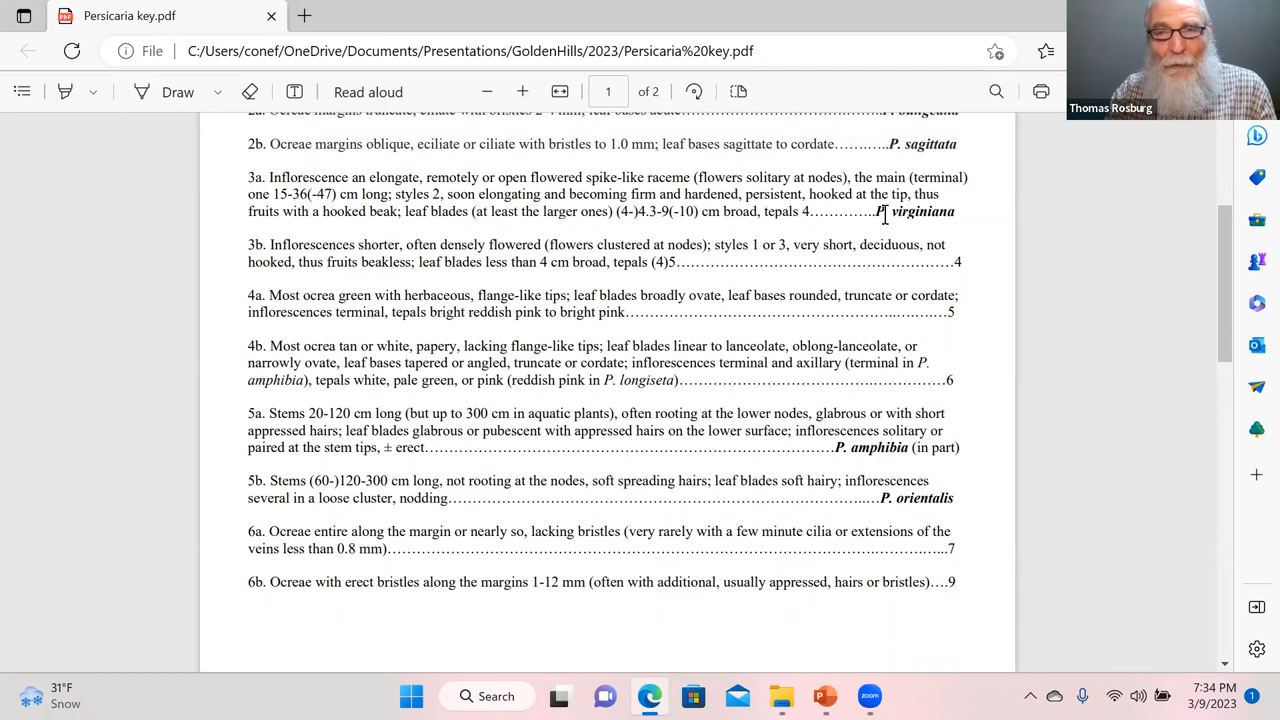 Persicaria key.pdf
File
C:/Users/conef/OneDrive/Documents/Presentations/GoldenHills/2023/Persicaria%20key.pdf
Draw
Read aloud
1
of 2
Thomas Rosburg
2b. Ocreae margins oblique, eciliate or ciliate with bristles to 1.0 mm; leaf bases sagittate to cordate……..…P. sagittata
3a. Inflorescence an elongate, remotely or open flowered spike-like raceme (flowers solitary at nodes), the main (terminal)
one 15-36(-47) cm long; styles 2, soon elongating and becoming firm and hardened, persistent, hooked at the tip, thus
fruits with a hooked beak; leaf blades (at least the larger ones) (4-)4.3-9(-10) cm broad, tepals 4…………..P. virginiana
3b. Inflorescences shorter, often densely flowered (flowers clustered at nodes); styles 1 or 3, very short, deciduous, not
hooked, thus fruits beakless; leaf blades less than 4 cm broad, tepals (4)5……………………………………………………4
4a. Most ocrea green with herbaceous, flange-like tips; leaf blades broadly ovate, leaf bases rounded, truncate or cordate;
inflorescences terminal, tepals bright reddish pink to bright pink……………………………………………..…….…5
4b. Most ocrea tan or white, papery, lacking flange-like tips; leaf blades linear to lanceolate, oblong-lanceolate, or
narrowly ovate, leaf bases tapered or angled, truncate or cordate; inflorescences terminal and axillary (terminal in P.
amphibia), tepals white, pale green, or pink (reddish pink in P. longiseta)……………………………….……………6
5a. Stems 20-120 cm long (but up to 300 cm in aquatic plants), often rooting at the lower nodes, glabrous or with short
appressed hairs; leaf blades glabrous or pubescent with appressed hairs on the lower surface; inflorescences solitary or
paired at the stem tips, ± erect……………………………………………………………………P. amphibia (in part)
5b. Stems (60-)120-300 cm long, not rooting at the nodes, soft spreading hairs; leaf blades soft hairy; inflorescences
several in a loose cluster, nodding……………………………………………………………………..…P. orientalis
6a. Ocreae entire along the margin or nearly so, lacking bristles (very rarely with a few minute cilia or extensions of the
veins less than 0.8 mm)……………………………………………………………………….……...7
6b. Ocreae with erect bristles along the margins 1-12 mm (often with additional, usually appressed, hairs or bristles)….9
31°F
Snow
Search
zoom
7:34 PM
3/9/2023
1